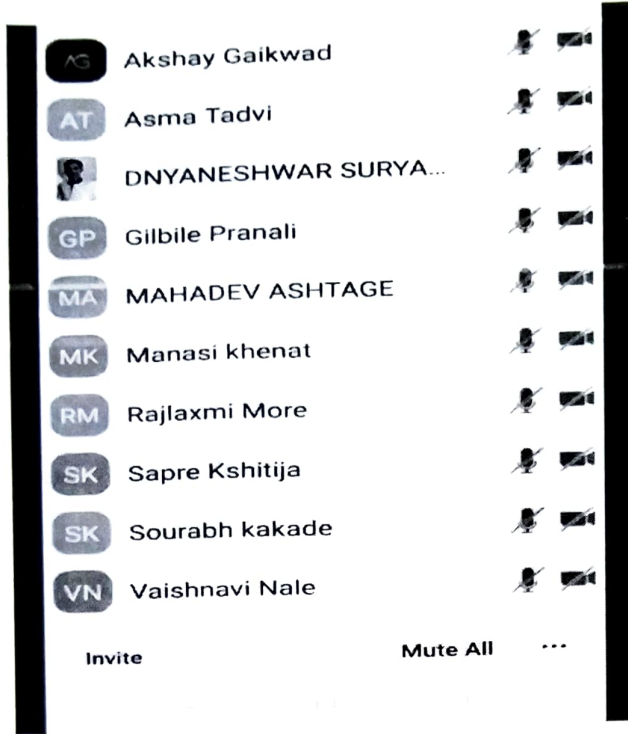 AG Akshay Gaikwad
AT Asma Tadvi
DNYANESHWAR SURYA...
GP Gilbile Pranali
MA MAHADEV ASHTAGE
MK Manasi khenat
RM Rajlaxmi More
SK Sapre Kshitija
SK Sourabh kakade
VN Vaishnavi Nale
Invite Mute All ...